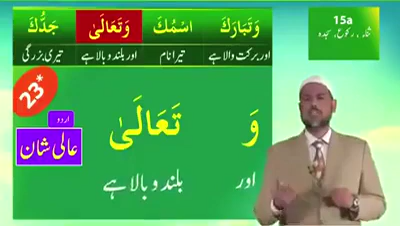 وَتَبَارَكَ اسْمُكَ وَتَعَالَىٰ جَدُّكَ
اور برکت والا ہے تیرا نام اور بلند و بالا ہے تیری بزرگی
15a
ثناء، رکوع، سجدہ
23*
وَ تَعَالَىٰ
اور بلند و بالا ہے
اردو
عالی شان